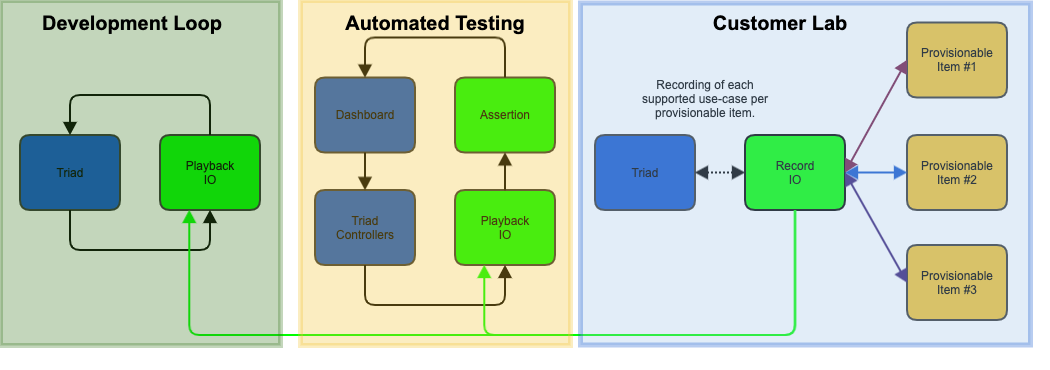 Development Loop
Triad
Playback
IO
Automated Testing
Dashboard
Assertion
Triad
Controllers
Playback
IO
Customer Lab
Recording of each
supported use-case per
provisionable item.
Triad
Record
IO
Provisionable
Item #1
Provisionable
Item #2
Provisionable
Item #3